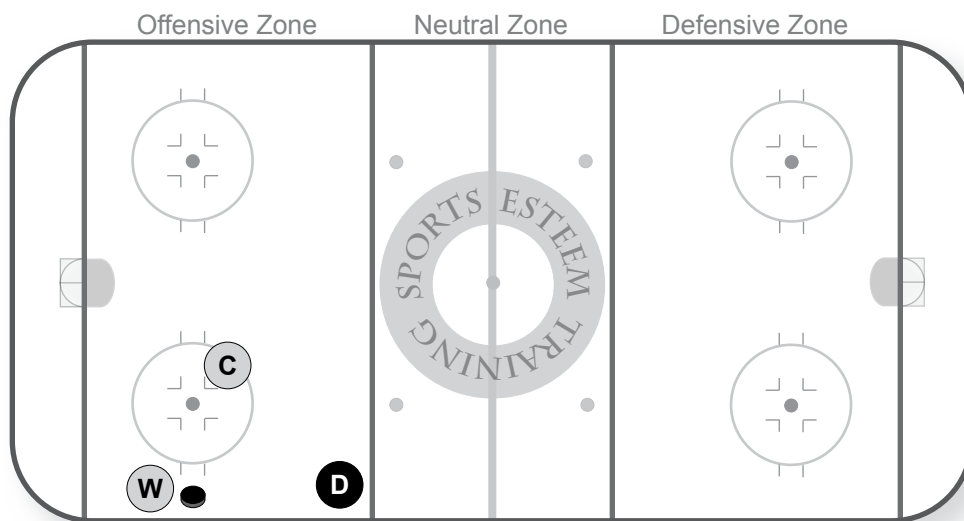 Offensive Zone
Neutral Zone
Defensive Zone
SPORTS ESTEEM
TRAINING
C
W
D